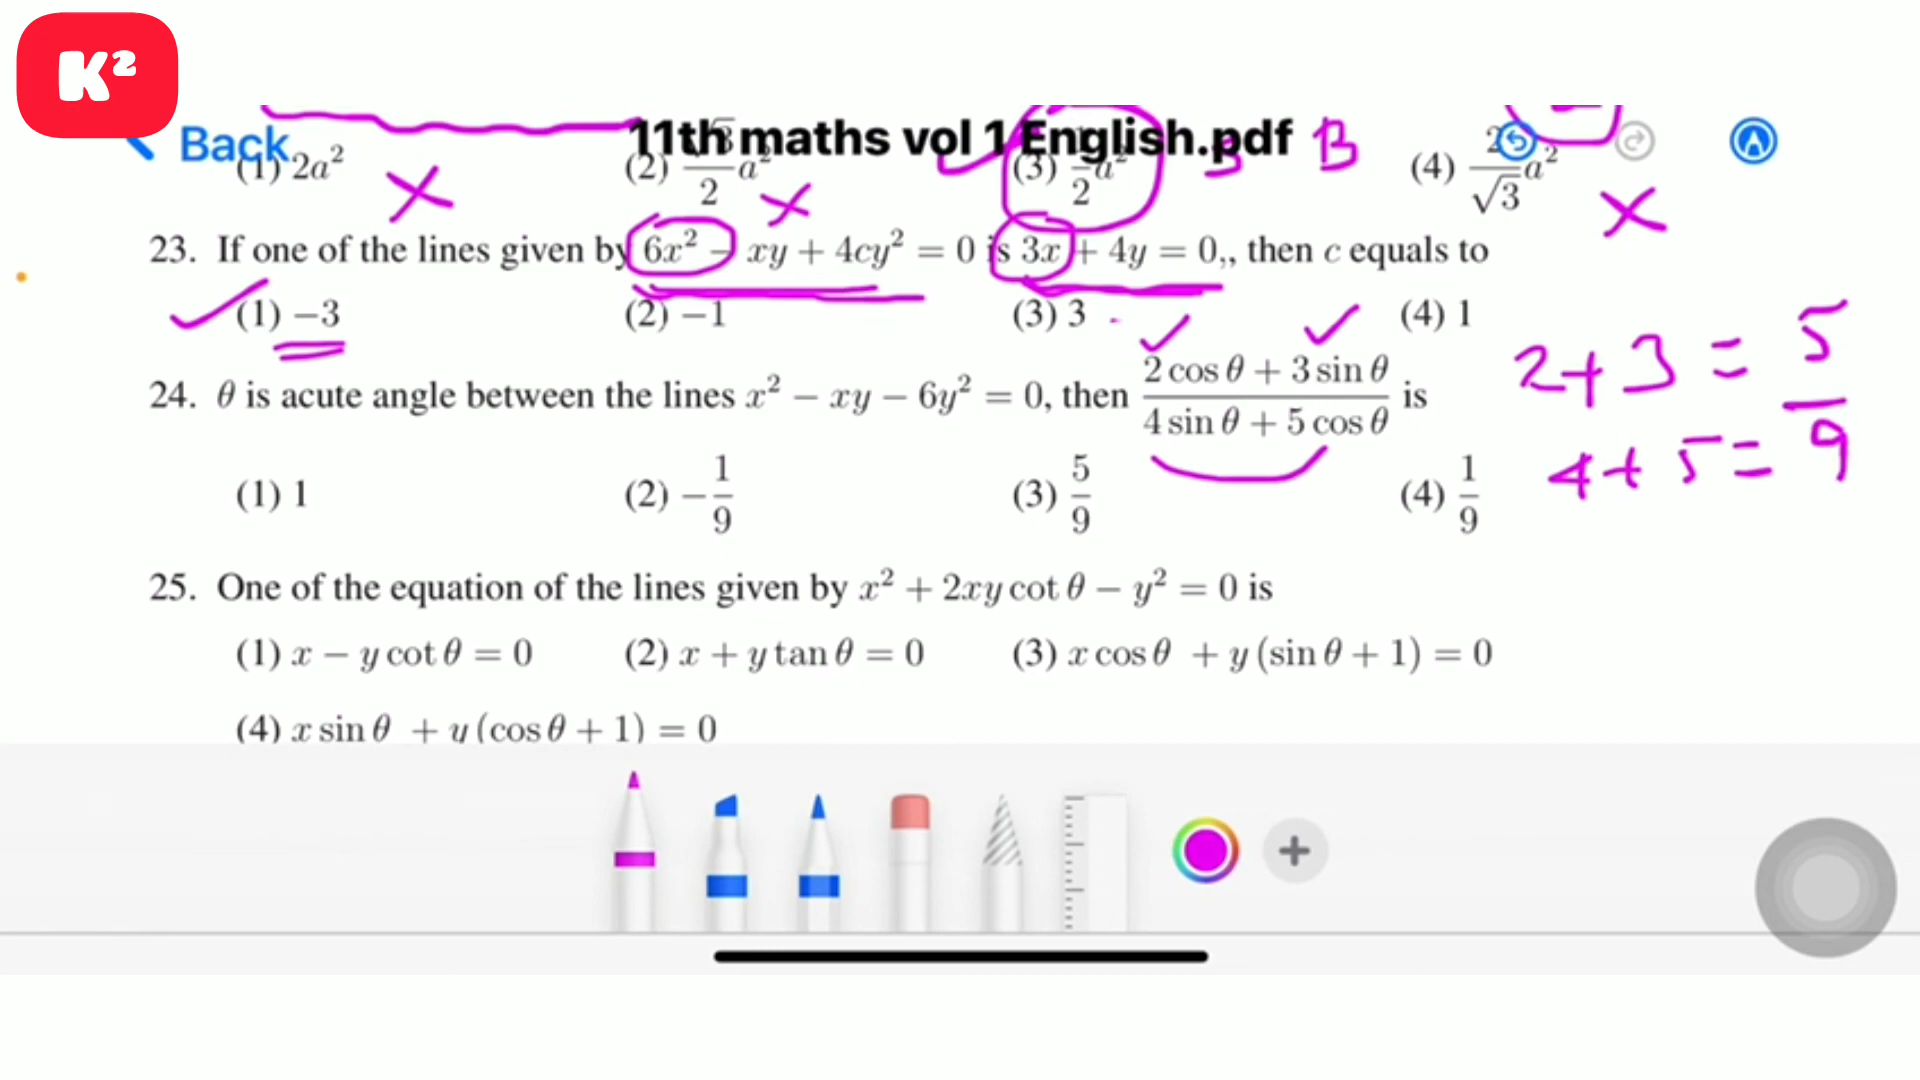 K²
Back 11th maths vol 1 English.pdf B
(1) 2a² (2) /2 a² (3) 1/2 a² (4) 2/√3 a²
23. If one of the lines given by 6x² – xy + 4cy² = 0 is 3x + 4y = 0,, then c equals to
(1) –3 (2) –1 (3) 3 (4) 1
2+3 = 5
24. θ is acute angle between the lines x² – xy – 6y² = 0, then (2 cos θ + 3 sin θ)/(4 sin θ + 5 cos θ) is
4+5= 9
(1) 1 (2) –1/9 (3) 5/9 (4) 1/9
25. One of the equation of the lines given by x² + 2xy cot θ – y² = 0 is
(1) x – y cot θ = 0 (2) x + y tan θ = 0 (3) x cos θ + y (sin θ + 1) = 0
(4) x sin θ + y (cos θ + 1) = 0